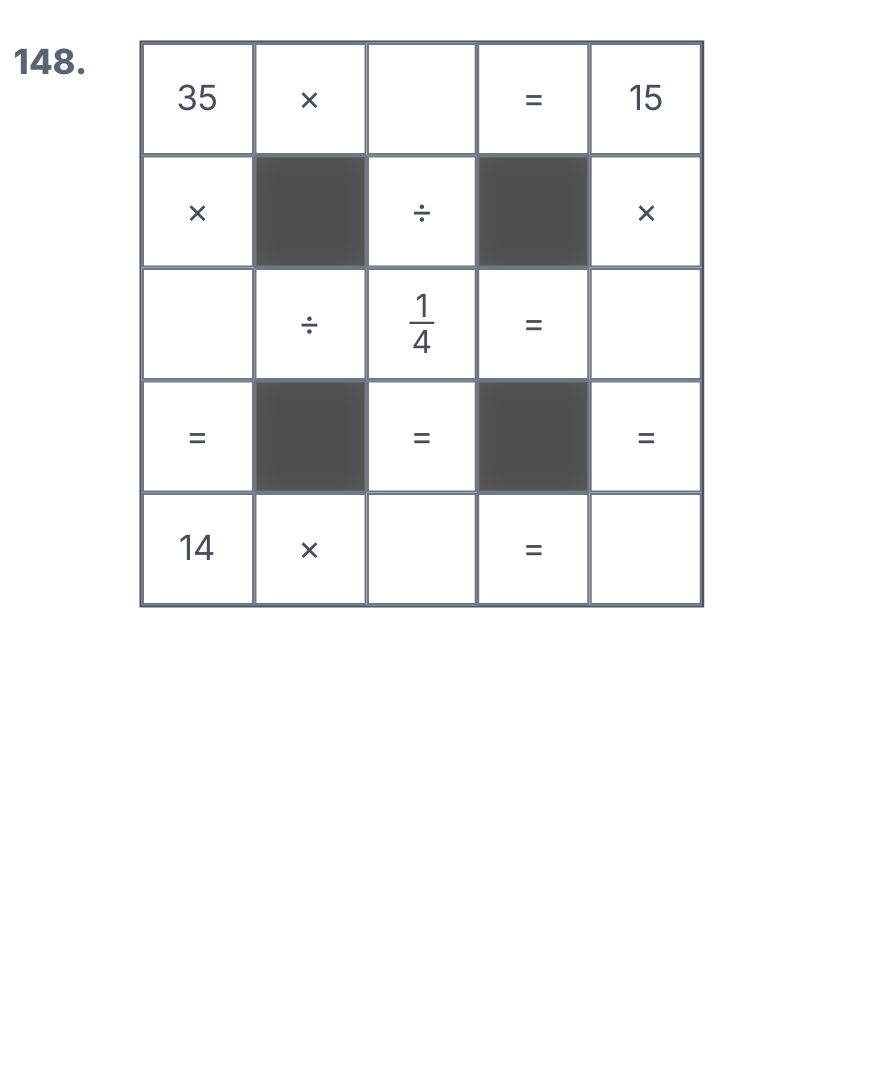 148.
35 × = 15
× ÷ ×
÷ 1/4 =
= = =
14 × =